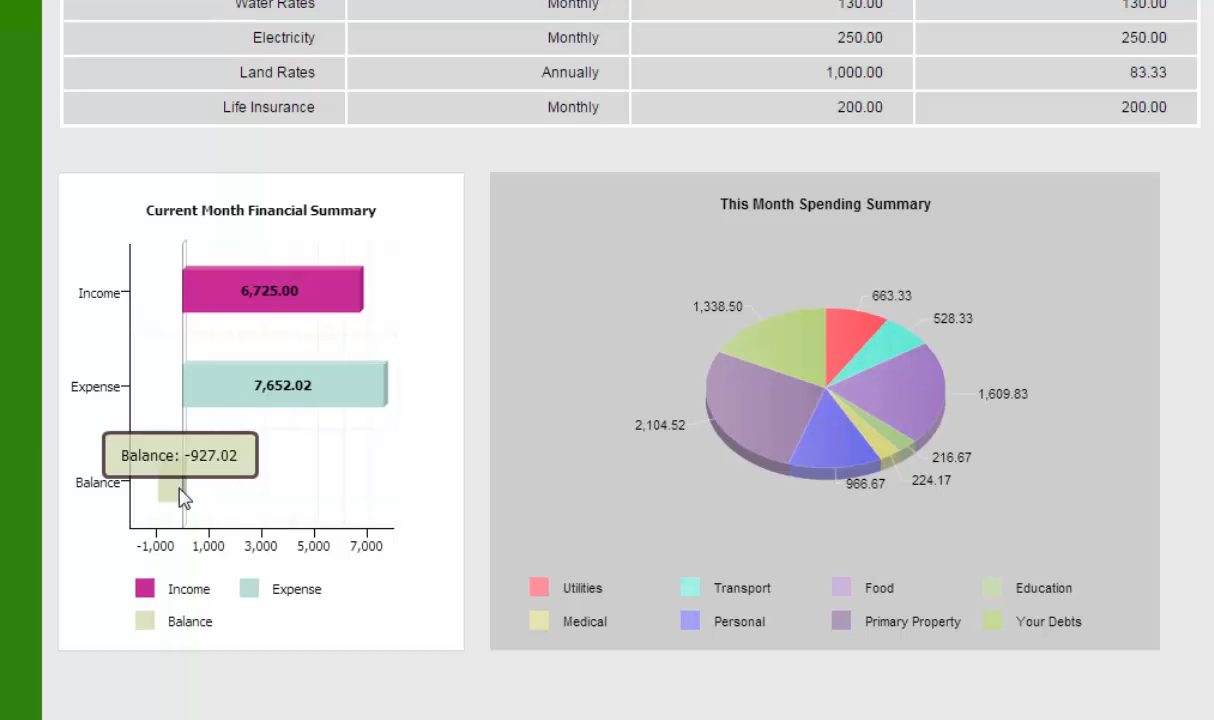 Water Rates Monthly 130.00 130.00
Electricity Monthly 250.00 250.00
Land Rates Annually 1,000.00 83.33
Life Insurance Monthly 200.00 200.00
Current Month Financial Summary
Income 6,725.00
Expense 7,652.02
Balance: -927.02
Balance
-1,000 1,000 3,000 5,000 7,000
Income Expense
Balance
This Month Spending Summary
663.33
1,338.50
528.33
1,609.83
2,104.52
216.67
224.17
966.67
Utilities Transport Food Education
Medical Personal Primary Property Your Debts